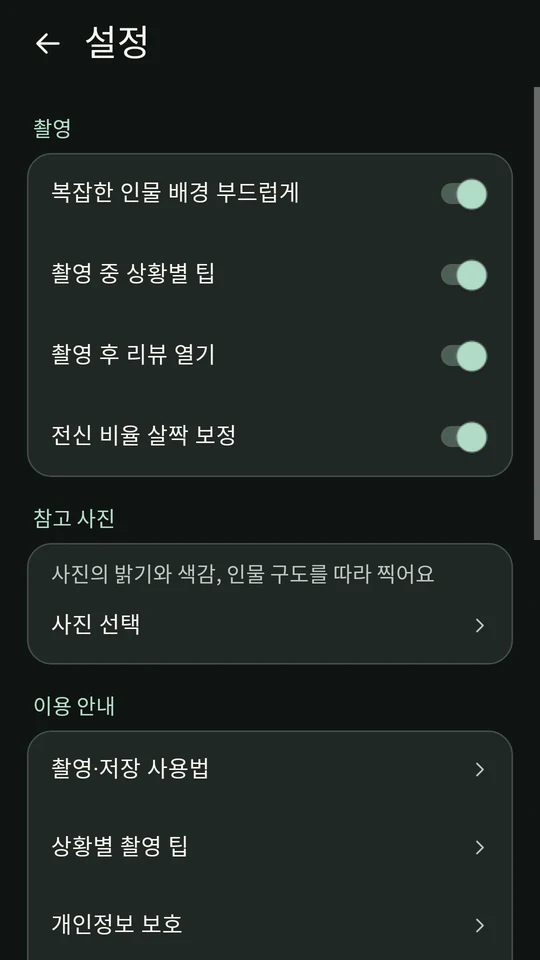 설정
촬영
복잡한 인물 배경 부드럽게
촬영 중 상황별 팁
촬영 후 리뷰 열기
전신 비율 살짝 보정
참고 사진
사진의 밝기와 색감, 인물 구도를 따라 찍어요
사진 선택
이용 안내
촬영·저장 사용법
상황별 촬영 팁
개인정보 보호